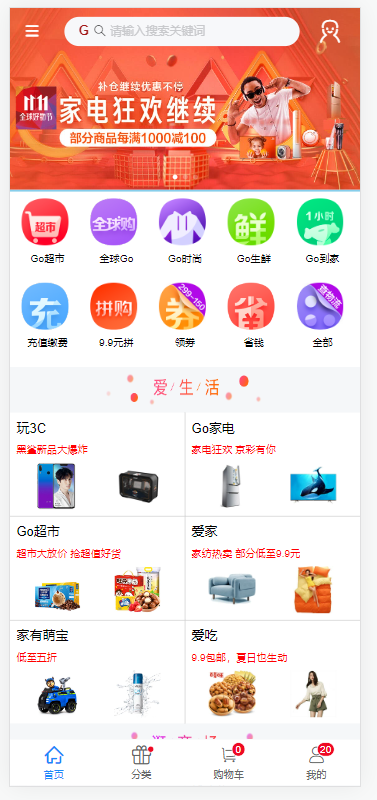 G 请输入搜索关键词
补仓继续优惠不停
11.11
全球好物节
家电狂欢继续
部分商品每满1000减100
超市
全球购
鲜
1小时
Go超市
全球Go
Go时尚
Go生鲜
Go到家
充
拼购
299-150
券
省
查物流
充值缴费
9.9元拼
领券
省钱
全部
爱/生/活
玩3C
黑鲨新品大爆炸
Go家电
家电狂欢 京彩有你
Go超市
超市大放价 抢超值好货
爱家
家纺热卖 部分低至9.9元
家有萌宝
低至五折
爱吃
9.9包邮，夏日也生动
首页
分类
0
购物车
20
我的